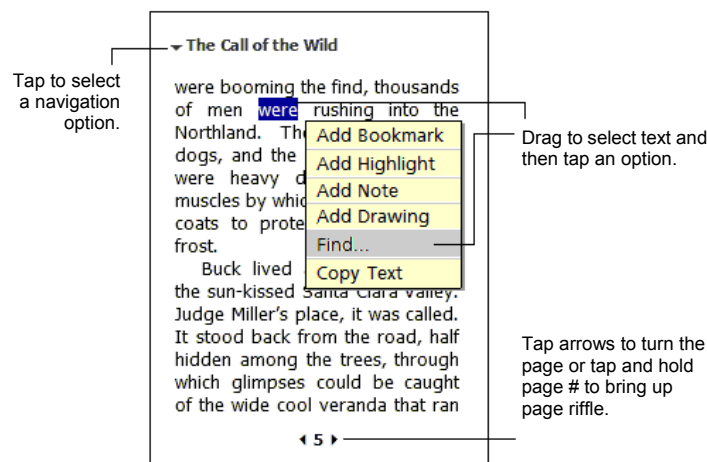 The Call of the Wild
Tap to select
a navigation
option.
were booming the find, thousands
of men were rushing into the
Northland. The
dogs, and the
were heavy d
muscles by whic
coats to prote
frost.
Add Bookmark
Add Highlight
Add Note
Add Drawing
Find...
Copy Text
Drag to select text and
then tap an option.
Buck lived
the sun-kissed Santa Clara valley.
Judge Miller's place, it was called.
It stood back from the road, half
hidden among the trees, through
which glimpses could be caught
of the wide cool veranda that ran
Tap arrows to turn the
page or tap and hold
page # to bring up
page riffle.
5